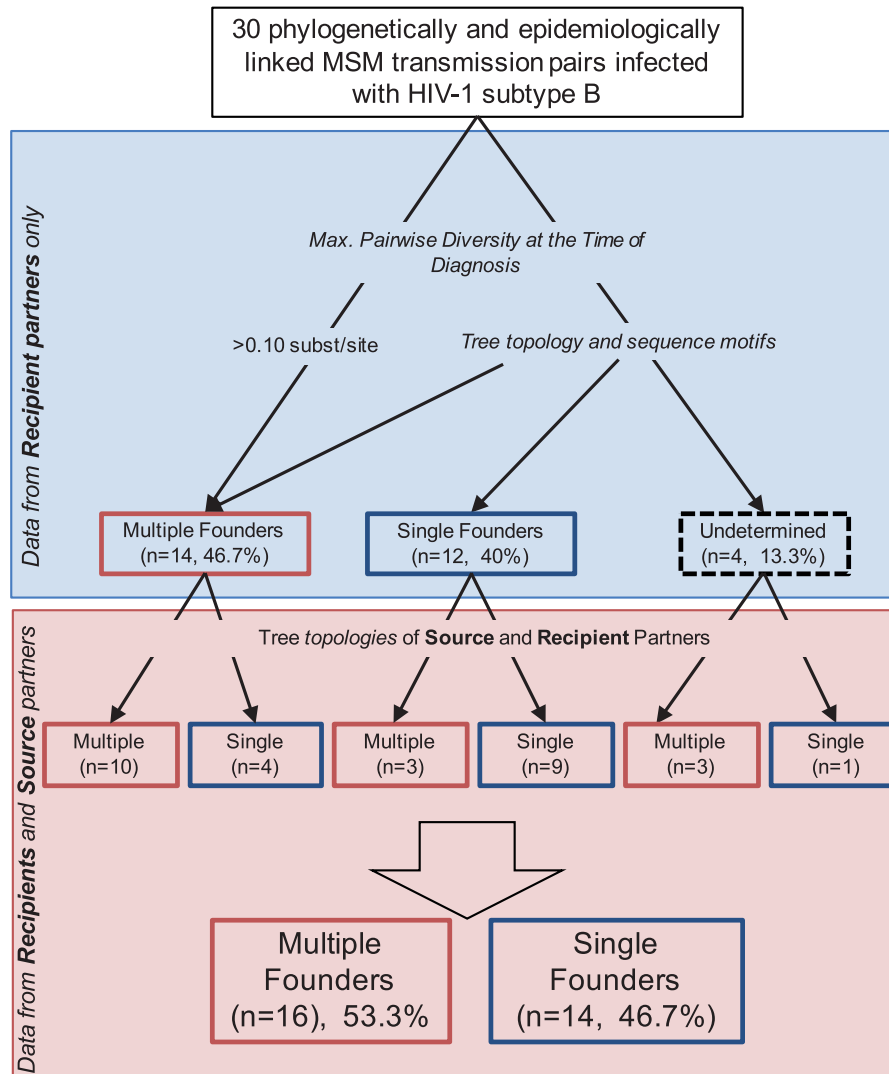 30 phylogenetically and epidemiologically
linked MSM transmission pairs infected
with HIV-1 subtype B
Data from Recipient partners only
Max. Pairwise Diversity at the Time of
Diagnosis
>0.10 subst/site
Tree topology and sequence motifs
Multiple Founders
(n=14, 46.7%)
Single Founders
(n=12, 40%)
Undetermined
(n=4, 13.3%)
Data from Recipients and Source partners
Tree topologies of Source and Recipient Partners
Multiple
(n=10)
Single
(n=4)
Multiple
(n=3)
Single
(n=9)
Multiple
(n=3)
Single
(n=1)
Multiple
Founders
(n=16), 53.3%
Single
Founders
(n=14, 46.7%)